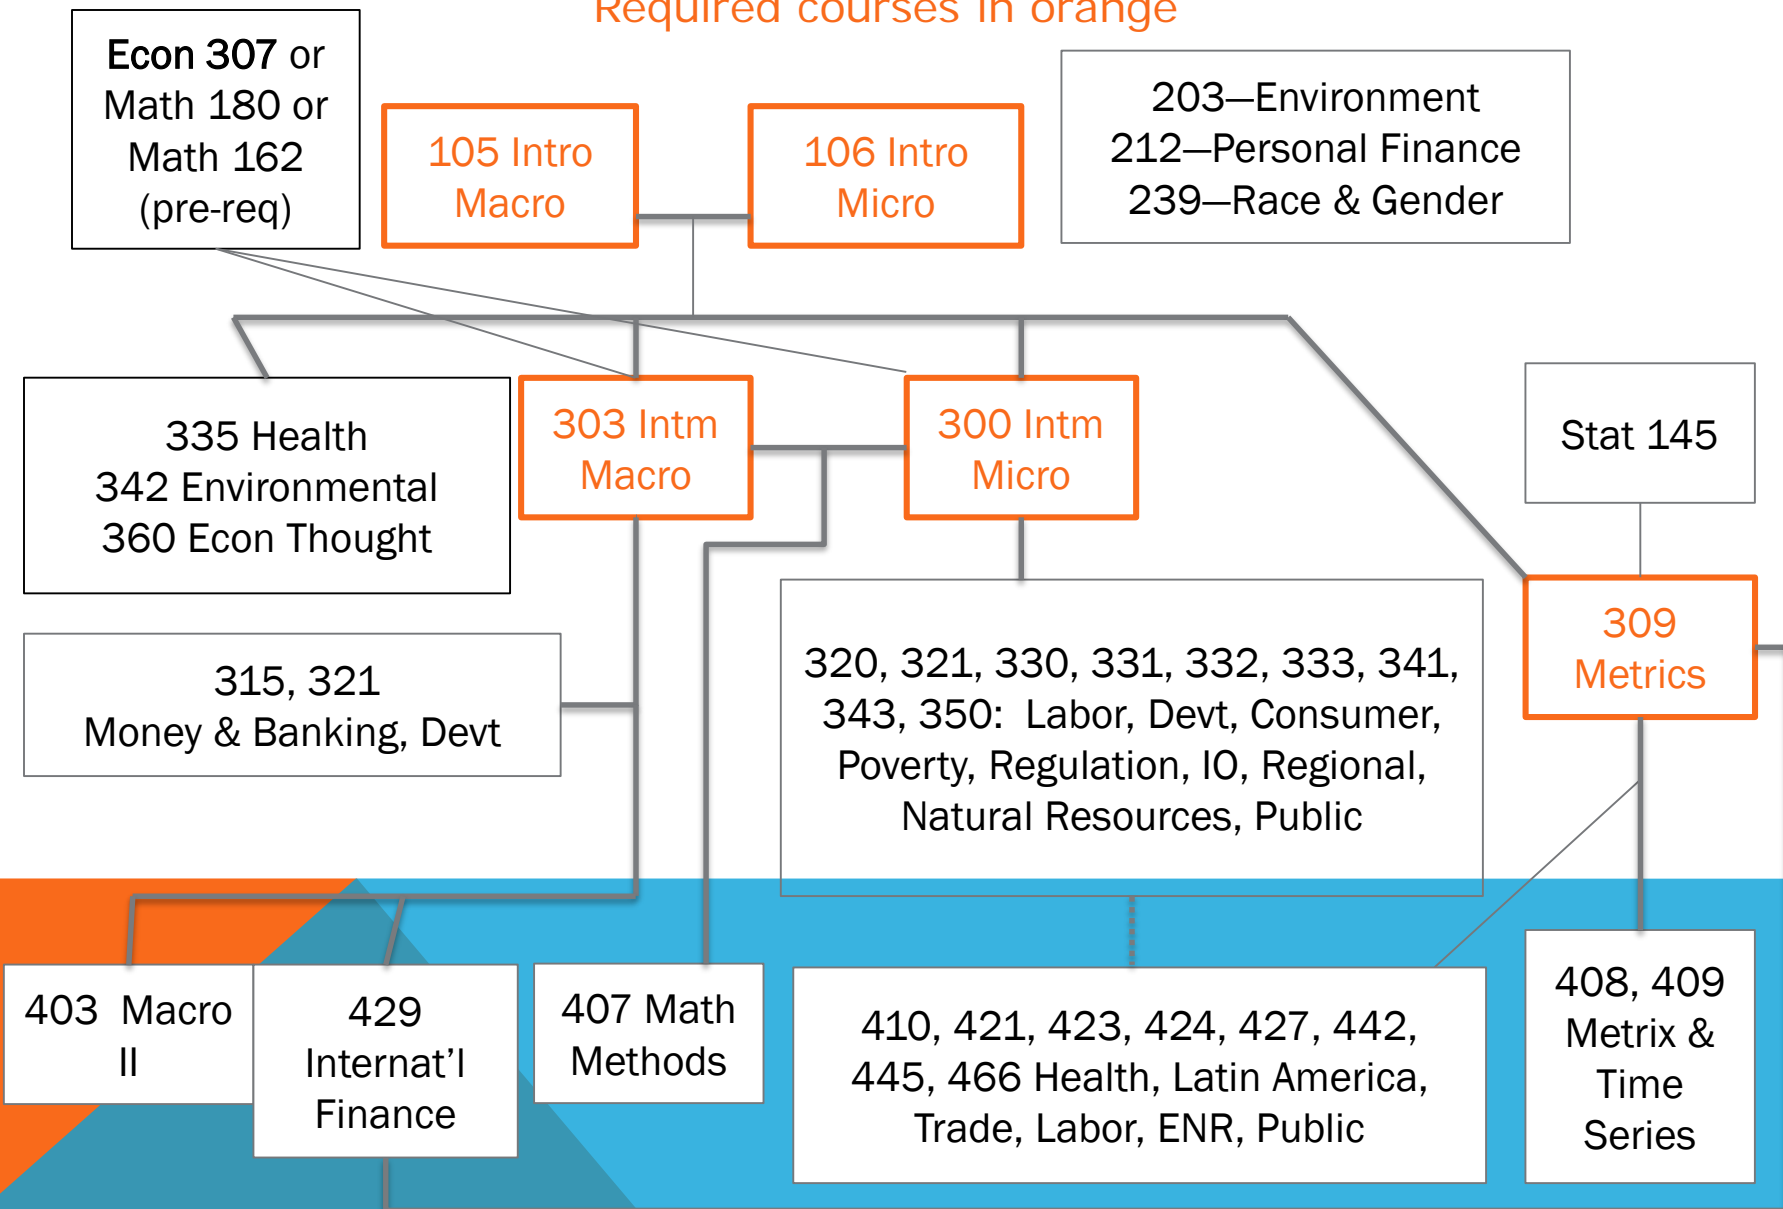 Required courses in orange
Econ 307 or
Math 180 or
Math 162
(pre-req)
105 Intro
Macro
106 Intro
Micro
203—Environment
212—Personal Finance
239—Race & Gender
335 Health
342 Environmental
360 Econ Thought
303 Intm
Macro
300 Intm
Micro
Stat 145
309
Metrics
315, 321
Money & Banking, Devt
320, 321, 330, 331, 332, 333, 341,
343, 350:  Labor, Devt, Consumer,
Poverty, Regulation, IO, Regional,
Natural Resources, Public
403  Macro
II
429
Internat’l
Finance
407 Math
Methods
410, 421, 423, 424, 427, 442,
445, 466 Health, Latin America,
Trade, Labor, ENR, Public
408, 409
Metrix &
Time
Series